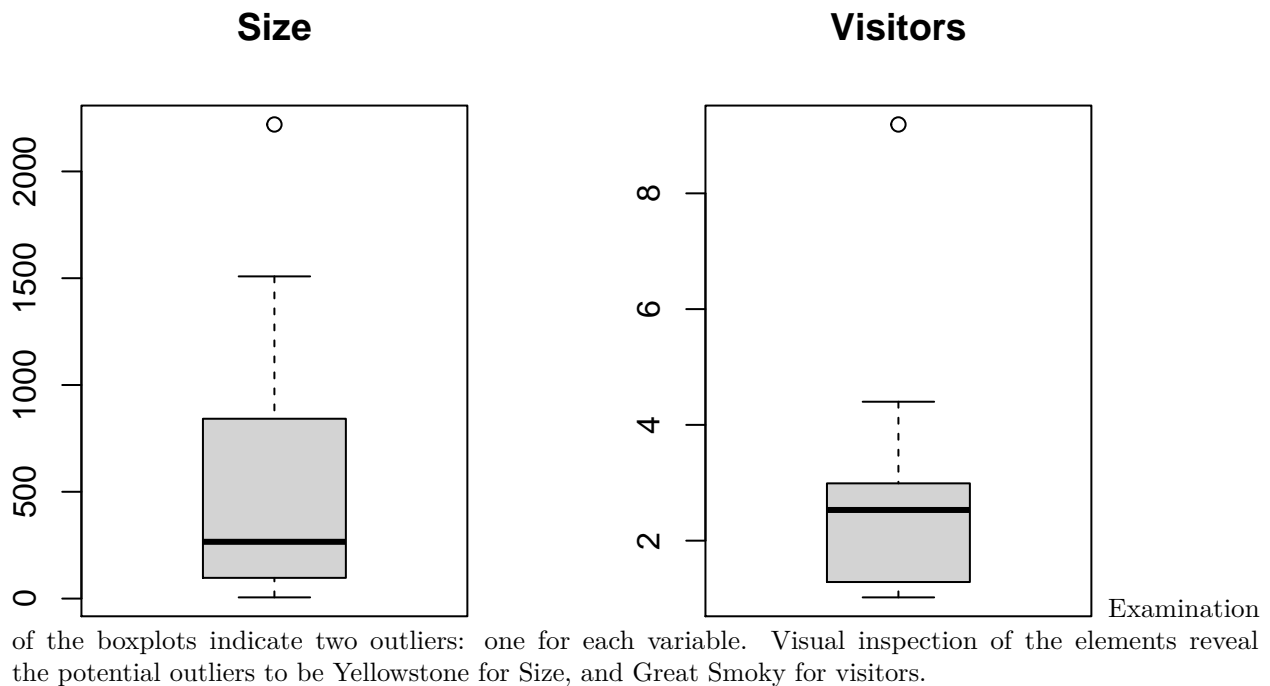 Size
Visitors
2000
1500
1000
500
0
8
6
4
2
Examination
of the boxplots indicate two outliers: one for each variable. Visual inspection of the elements reveal
the potential outliers to be Yellowstone for Size, and Great Smoky for visitors.